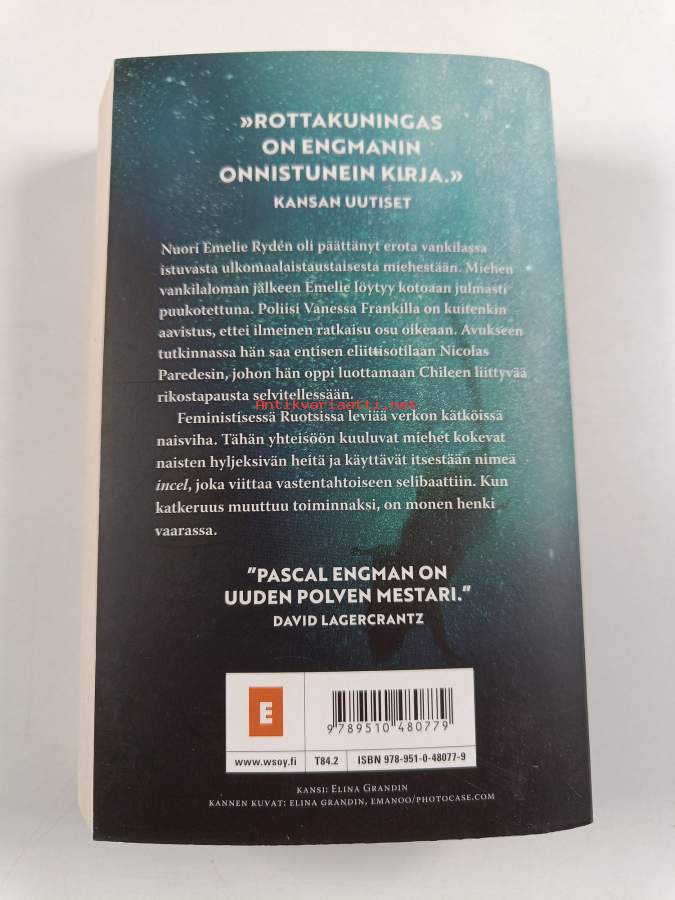 »ROTTAKUNINGAS
ON ENGMANIN
ONNISTUNEIN KIRJA.»
KANSAN UUTISET
Nuori Emelie Rydén oli päättänyt erota vankilassa
istuvasta ulkomaalaistaustaisesta miehestään. Miehen
vankilaloman jälkeen Emelie löytyy kotoaan julmasti
puukotettuna. Poliisi Vanessa Frankilla on kuitenkin
aavistus, ettei ilmeinen ratkaisu osu oikeaan. Avukseen
tutkinnassa hän saa entisen eliittisotilaan Nicolas
Paredesin, johon hän oppi luottamaan Chileen liittyvää
rikostapausta selvitellessään.
Antikvariaatti.net
Feministisessä Ruotsissa leviää verkon kätköissä
naisviha. Tähän yhteisöön kuuluvat miehet kokevat
naisten hyljeksivän heitä ja käyttävät itsestään nimeä
incel, joka viittaa vastentahtoiseen selibaattiin. Kun
katkeruus muuttuu toiminnaksi, on monen henki
vaarassa.
"PASCAL ENGMAN ON
UUDEN POLVEN MESTARI."
DAVID LAGERCRANTZ
E
9 789510 480779
www.wsoy.fi T84.2 ISBN 978-951-0-48077-9
KANSI: ELINA GRANDIN
KANNEN KUVAT: ELINA GRANDIN, EMANOO/PHOTOCASE.COM